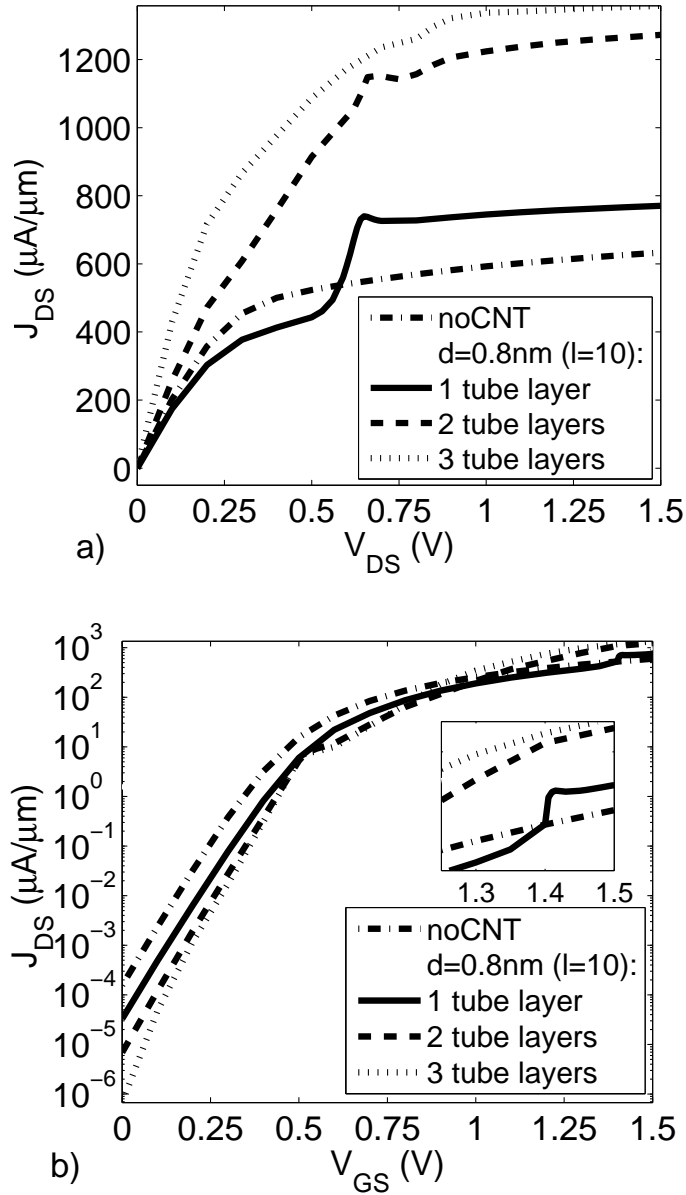 1200
1000
800
600
400
200
0
J_DS (μA/μm)
noCNT
d=0.8nm (l=10):
1 tube layer
2 tube layers
3 tube layers
0 0.25 0.5 0.75 1 1.25 1.5
a) V_DS (V)
10^3
10^2
10^1
10^0
10^-1
10^-2
10^-3
10^-4
10^-5
10^-6
J_DS (μA/μm)
1.3 1.4 1.5
noCNT
d=0.8nm (l=10):
1 tube layer
2 tube layers
3 tube layers
0 0.25 0.5 0.75 1 1.25 1.5
b) V_GS (V)